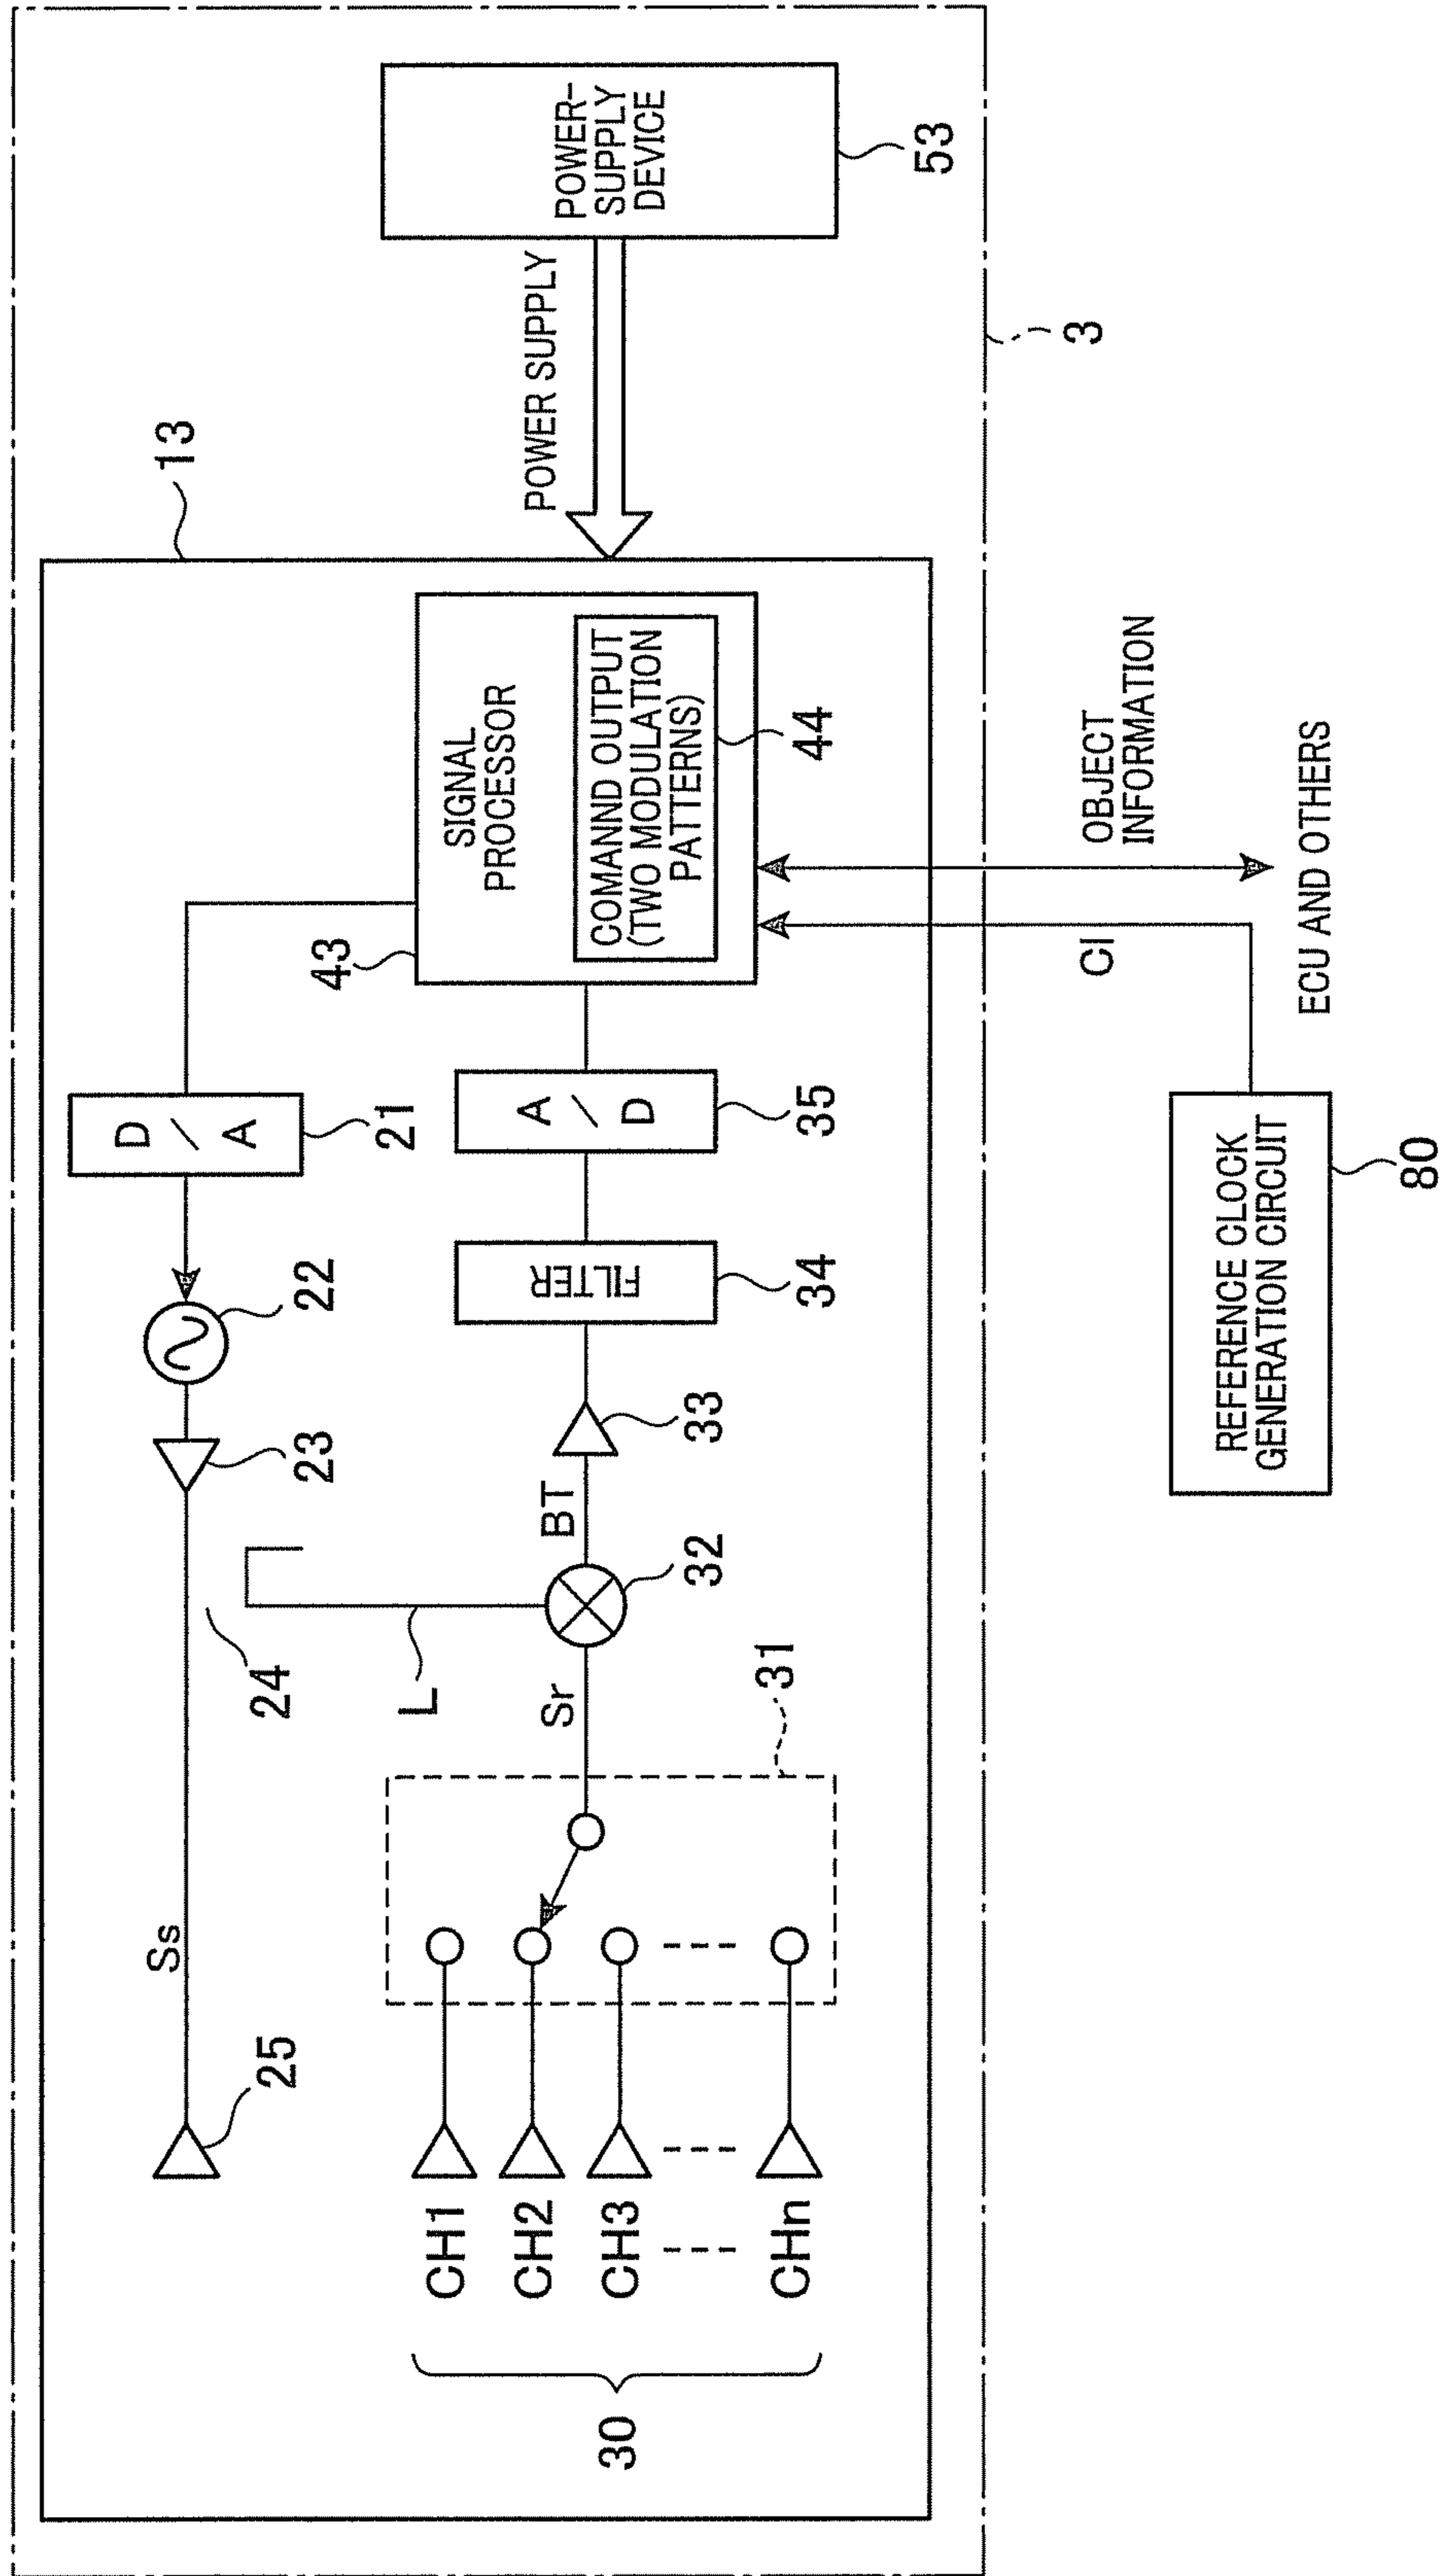 3
13
POWER-
SUPPLY
DEVICE
53
POWER SUPPLY
25
Ss
24
23
22
D
/
A
21
43
SIGNAL
PROCESSOR
COMANND OUTPUT
(TWO MODULATION
PATTERNS)
44
30
CH1
CH2
CH3
CHn
31
Sr
L
32
BT
33
FILTER
34
A
/
D
35
CI
OBJECT
INFORMATION
ECU AND OTHERS
REFERENCE CLOCK
GENERATION CIRCUIT
80